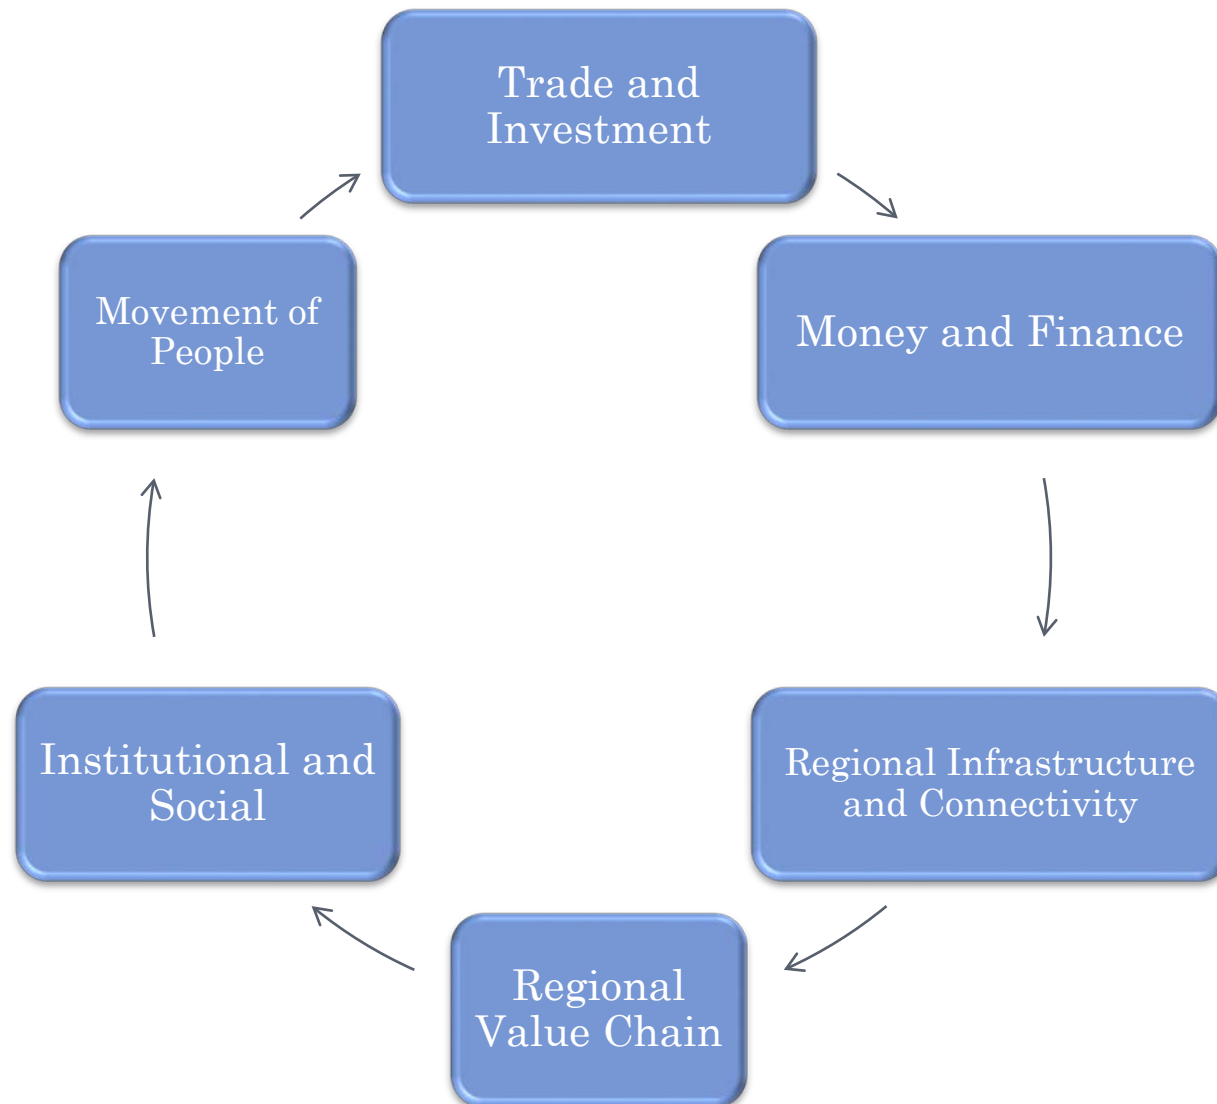 Trade and
Investment
Money and Finance
Regional Infrastructure
and Connectivity
Regional
Value Chain
Institutional and
Social
Movement of
People